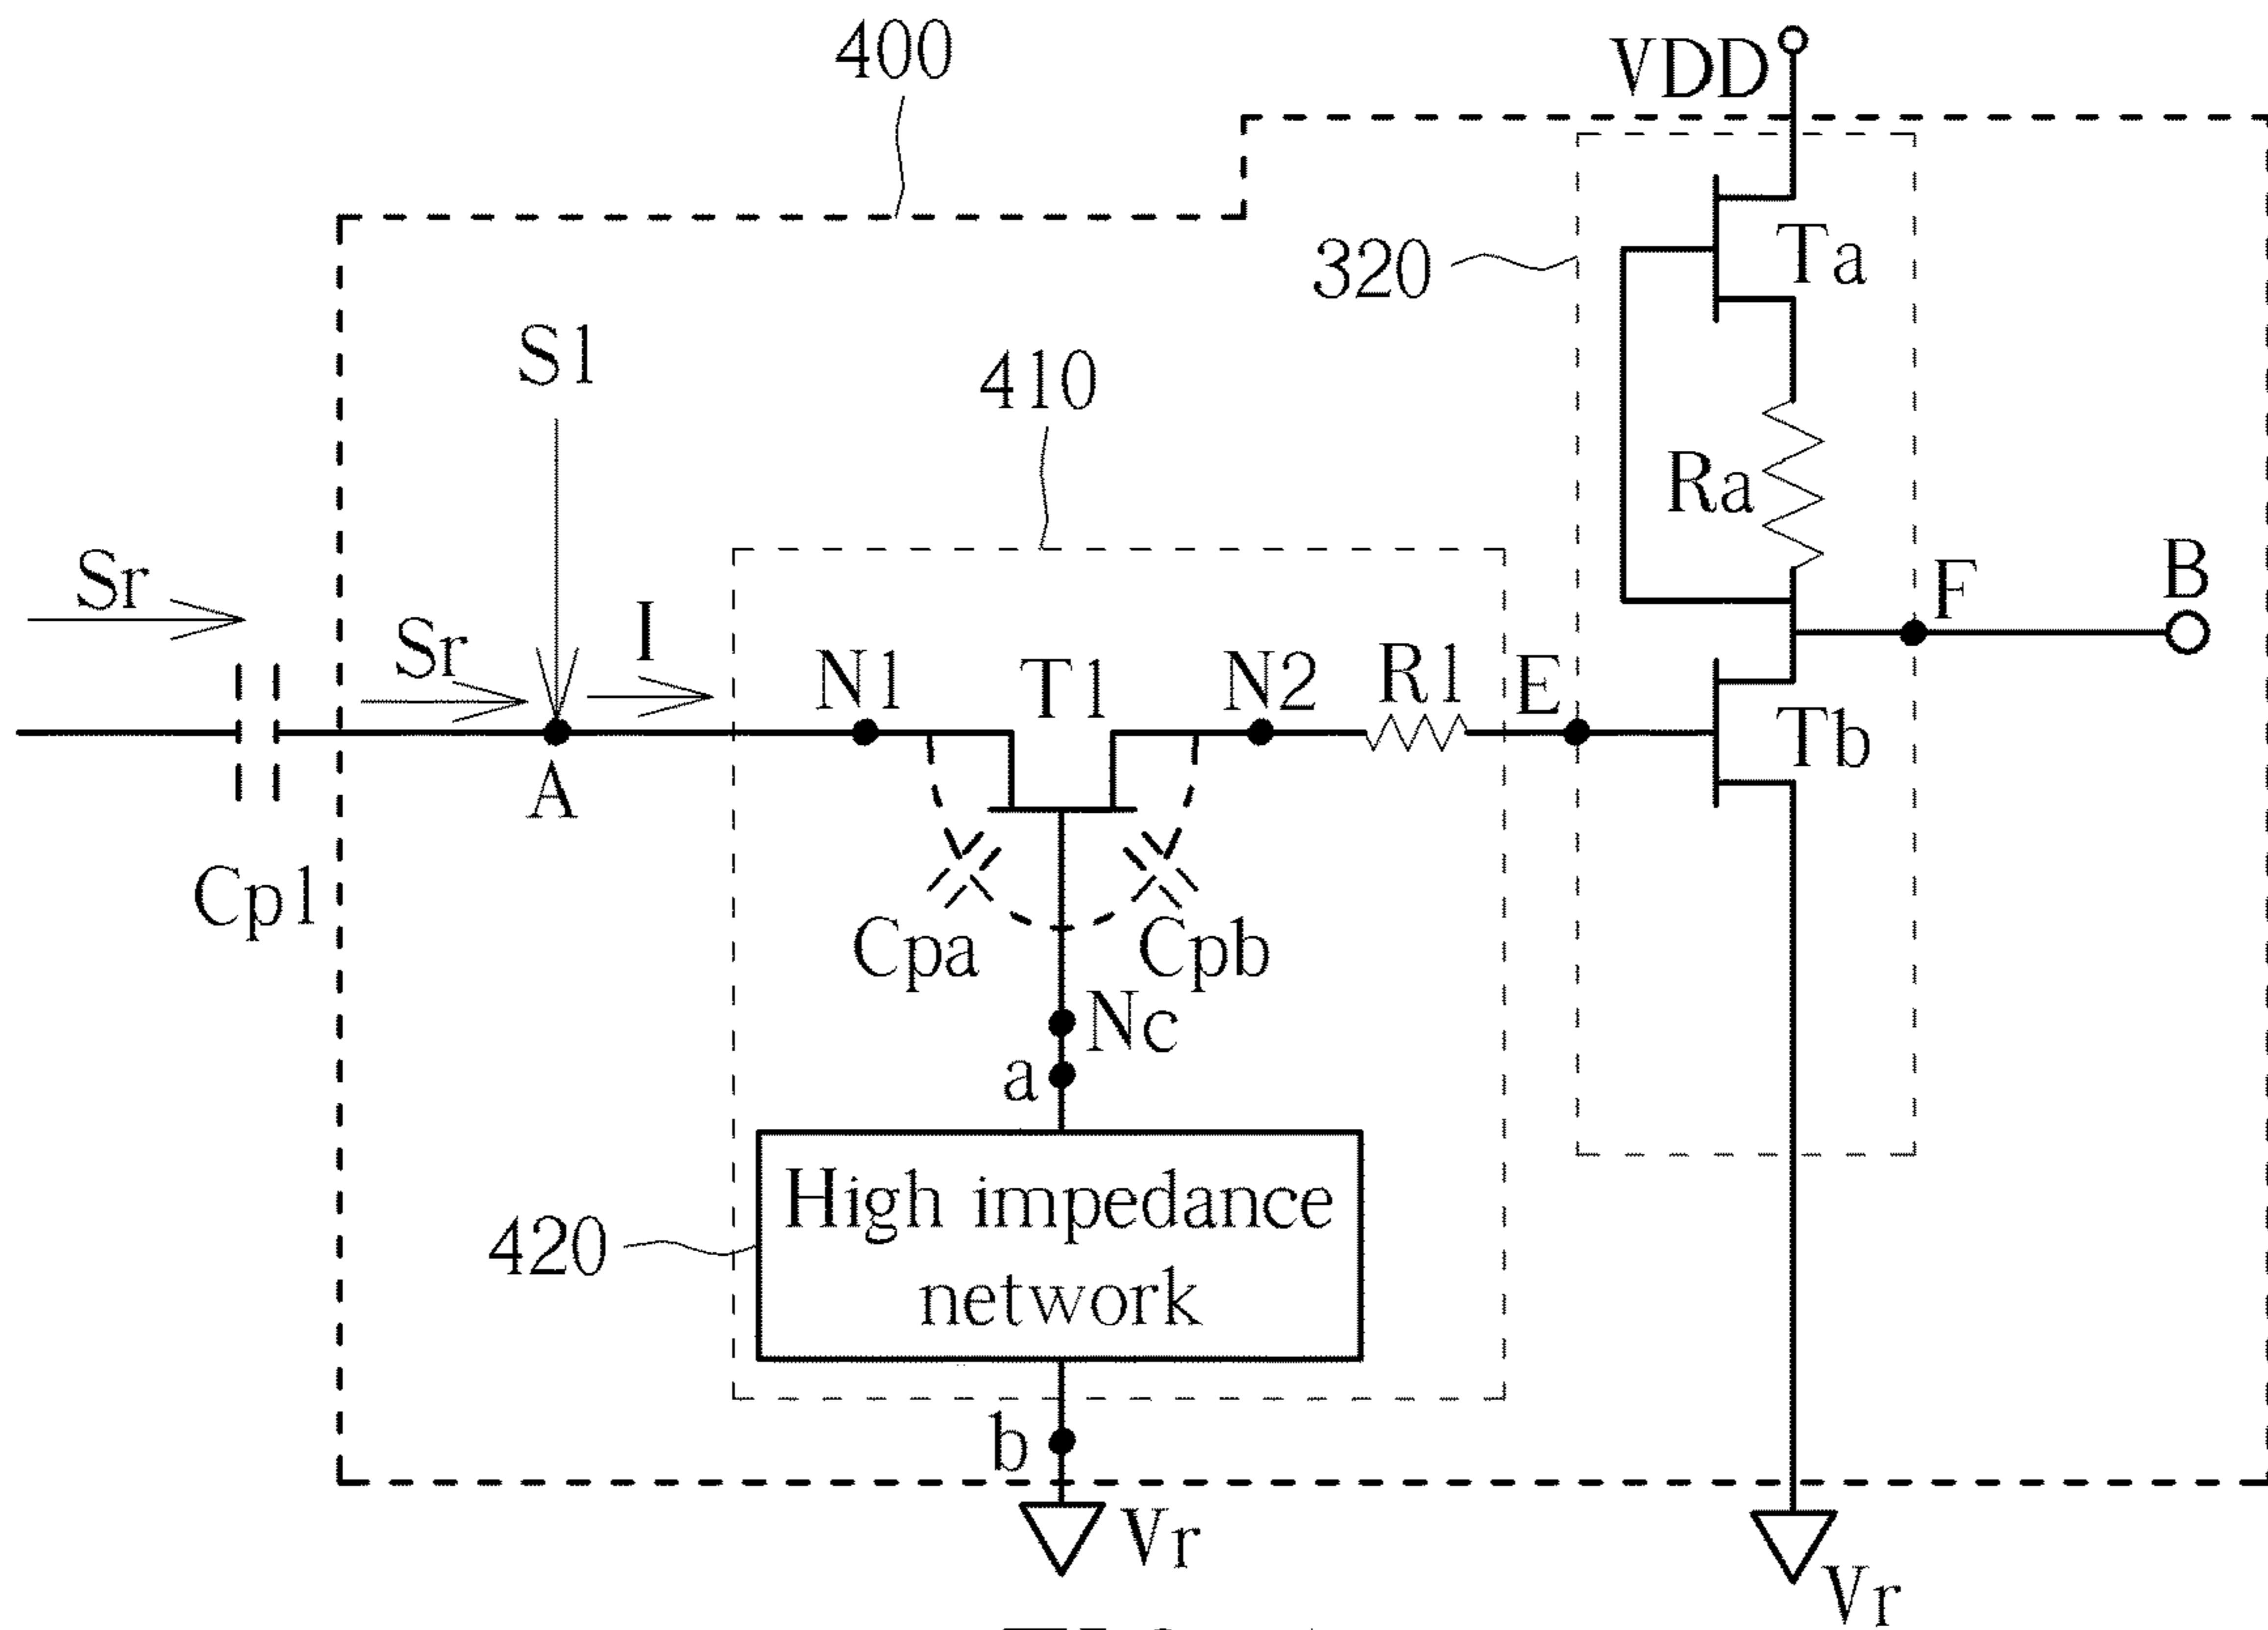 400
VDD
320
Ta
S1
410
Ra
Sr
Sr
I
N1
T1
N2
R1
E
F
B
A
Tb
Cp1
Cpa
Cpb
Nc
a
High impedance
network
420
b
Vr
Vr